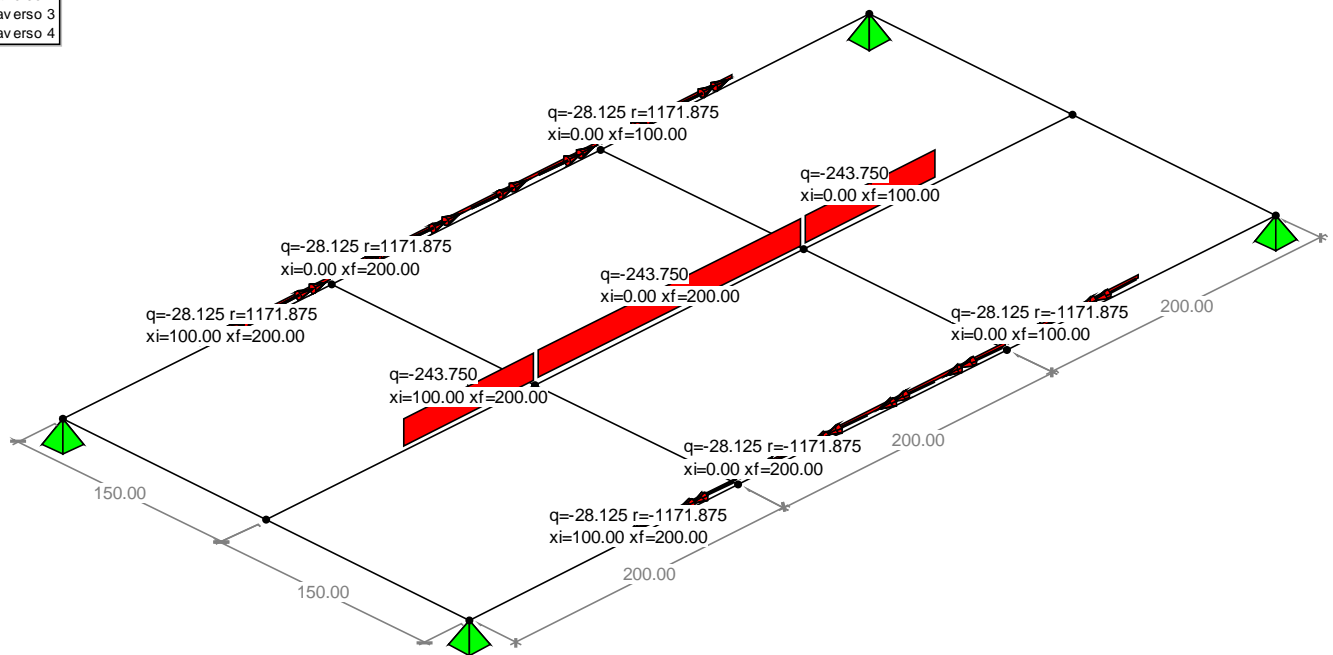 averso 3
averso 4
q=-28.125 r=1171.875
xi=0.00 xf=100.00
q=-243.750
xi=0.00 xf=100.00
q=-28.125 r=1171.875
xi=0.00 xf=200.00
q=-243.750
xi=0.00 xf=200.00
q=-28.125 r=1171.875
xi=100.00 xf=200.00
q=-28.125 r=-1171.875
xi=0.00 xf=100.00
200.00
q=-243.750
xi=100.00 xf=200.00
200.00
q=-28.125 r=-1171.875
xi=0.00 xf=200.00
150.00
q=-28.125 r=-1171.875
xi=100.00 xf=200.00
200.00
150.00